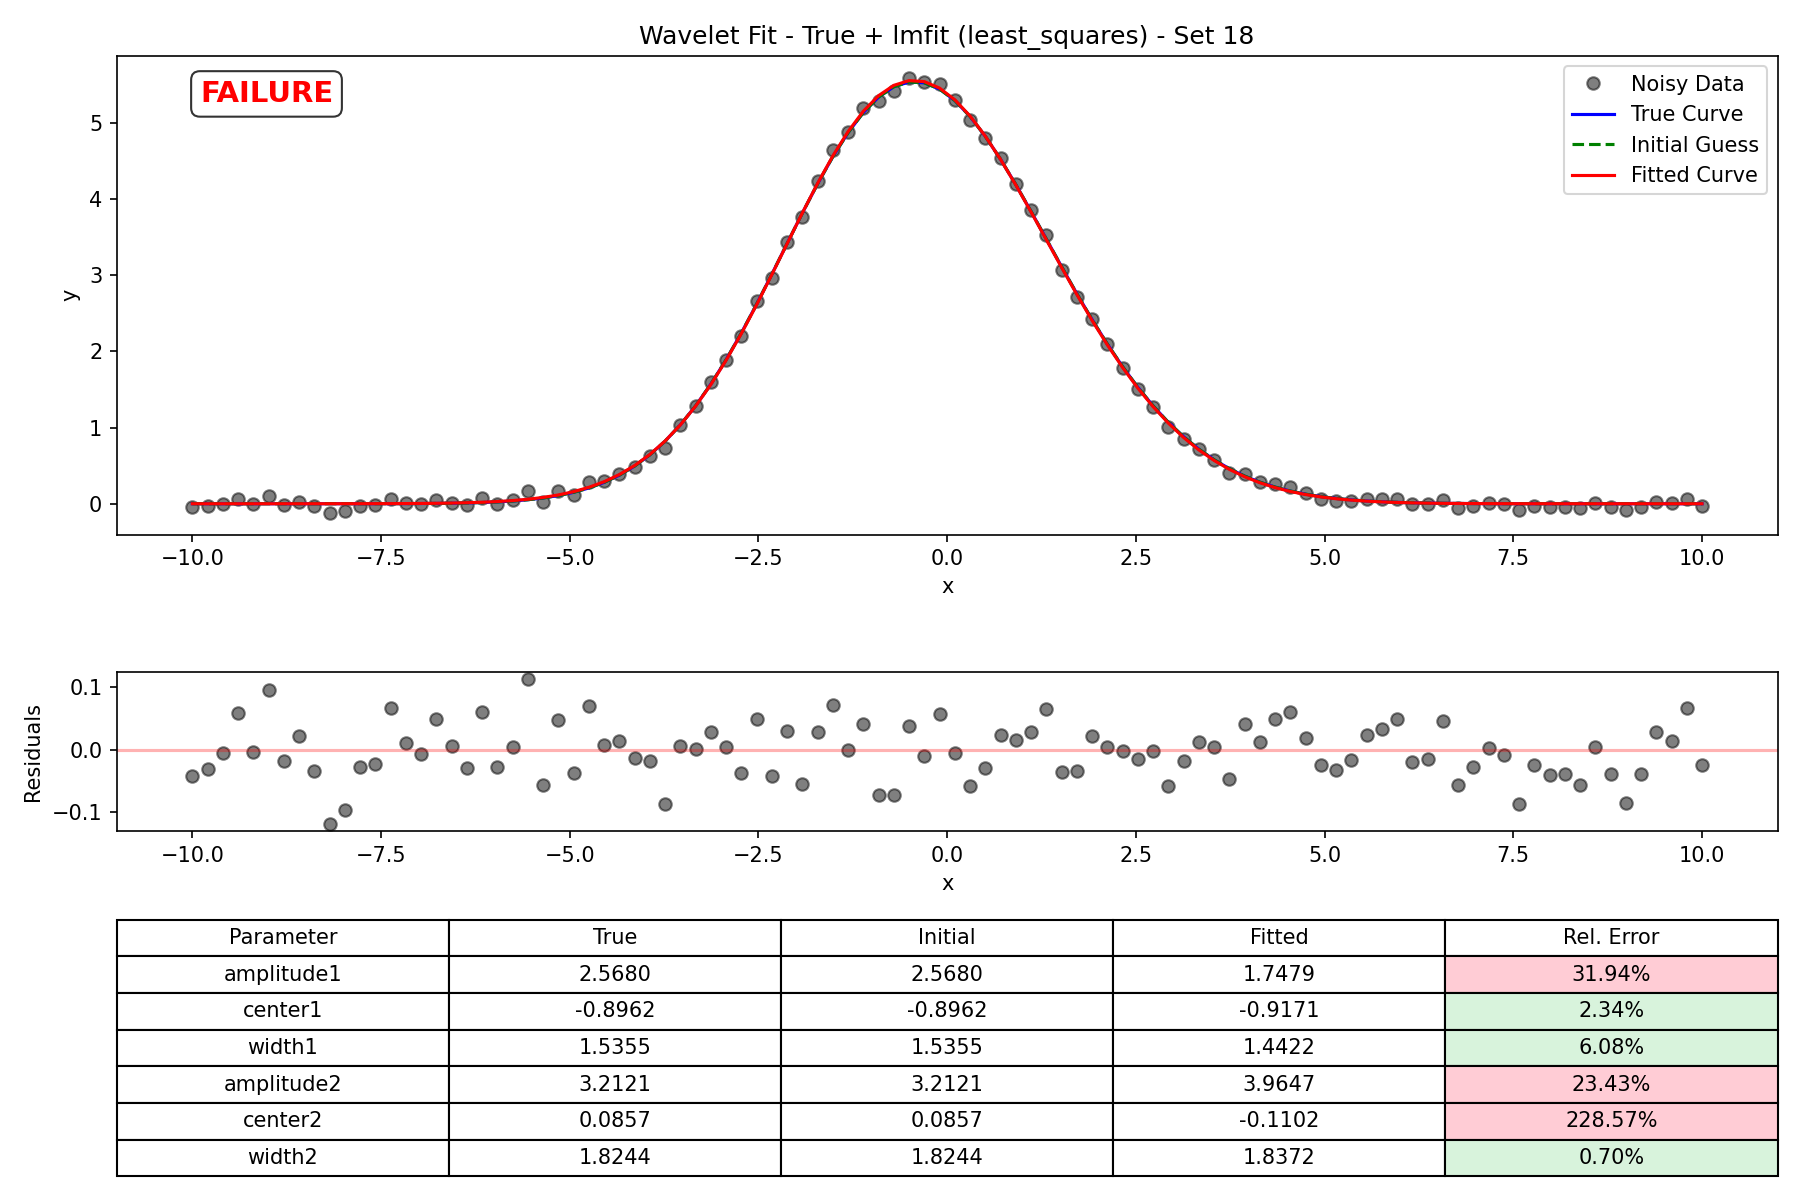 Wavelet Fit - True + lmfit (least_squares) - Set 18
FAILURE
Noisy Data
True Curve
Initial Guess
Fitted Curve
y
5
4
3
2
1
0
−10.0 −7.5 −5.0 −2.5 0.0 2.5 5.0 7.5 10.0
x
Residuals
0.1
0.0
−0.1
−10.0 −7.5 −5.0 −2.5 0.0 2.5 5.0 7.5 10.0
x
Parameter True Initial Fitted Rel. Error
amplitude1 2.5680 2.5680 1.7479 31.94%
center1 -0.8962 -0.8962 -0.9171 2.34%
width1 1.5355 1.5355 1.4422 6.08%
amplitude2 3.2121 3.2121 3.9647 23.43%
center2 0.0857 0.0857 -0.1102 228.57%
width2 1.8244 1.8244 1.8372 0.70%